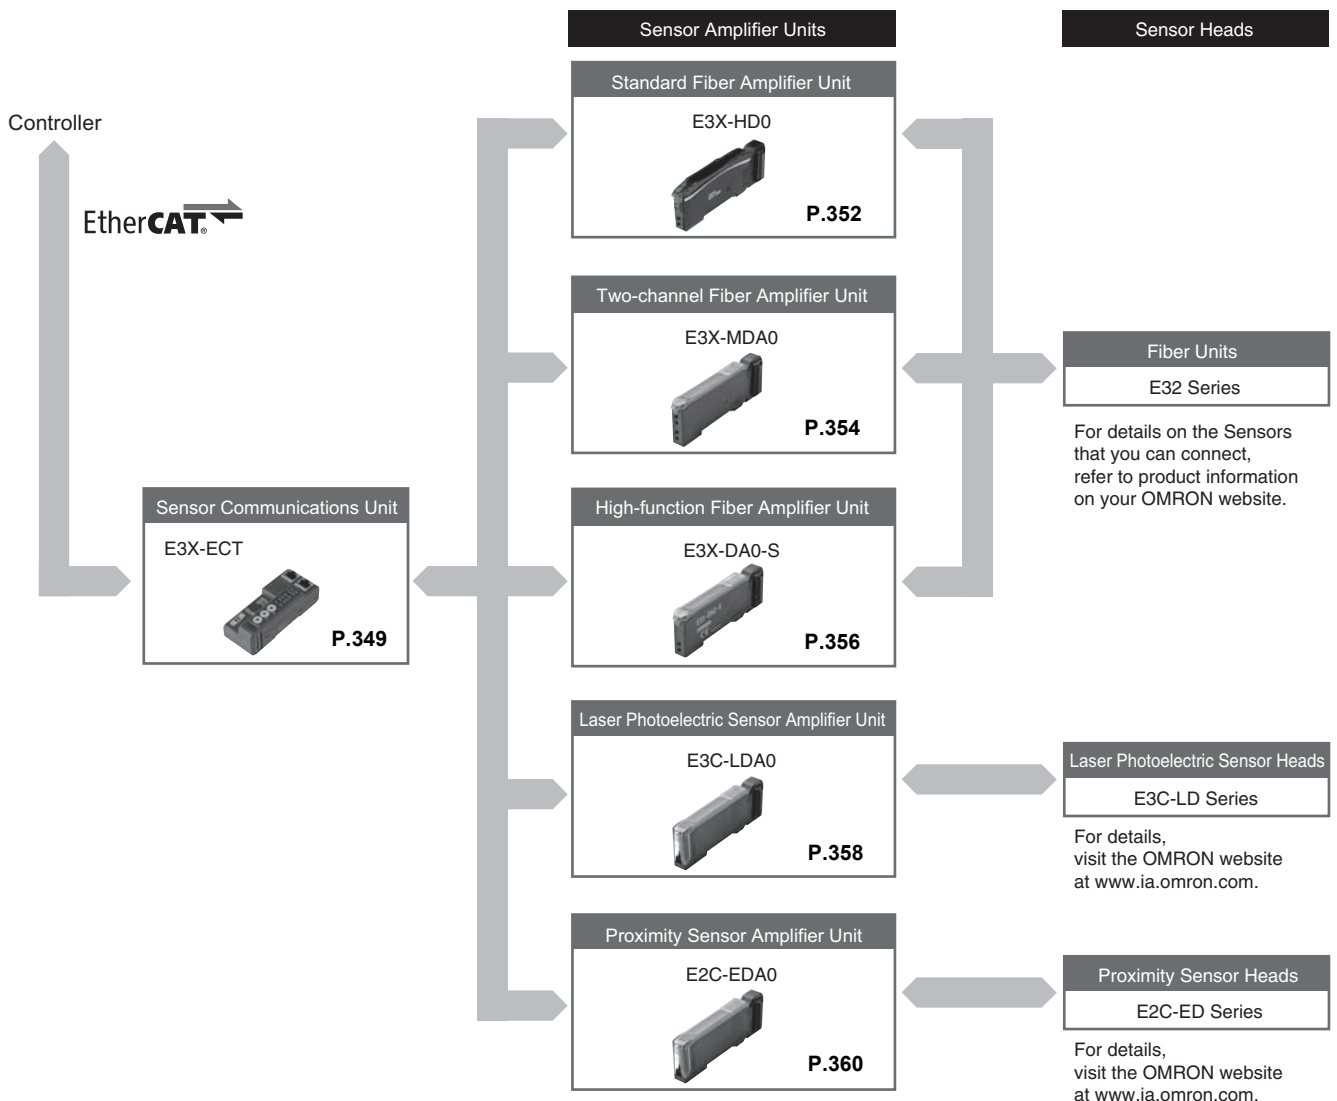 Sensor Amplifier Units
Sensor Heads
Controller
EtherCAT®
Sensor Communications Unit
E3X-ECT
P.349
Standard Fiber Amplifier Unit
E3X-HD0
P.352
Two-channel Fiber Amplifier Unit
E3X-MDA0
P.354
High-function Fiber Amplifier Unit
E3X-DA0-S
P.356
Laser Photoelectric Sensor Amplifier Unit
E3C-LDA0
P.358
Proximity Sensor Amplifier Unit
E2C-EDA0
P.360
Fiber Units
E32 Series
For details on the Sensors
that you can connect,
refer to product information
on your OMRON website.
Laser Photoelectric Sensor Heads
E3C-LD Series
For details,
visit the OMRON website
at www.ia.omron.com.
Proximity Sensor Heads
E2C-ED Series
For details,
visit the OMRON website
at www.ia.omron.com.